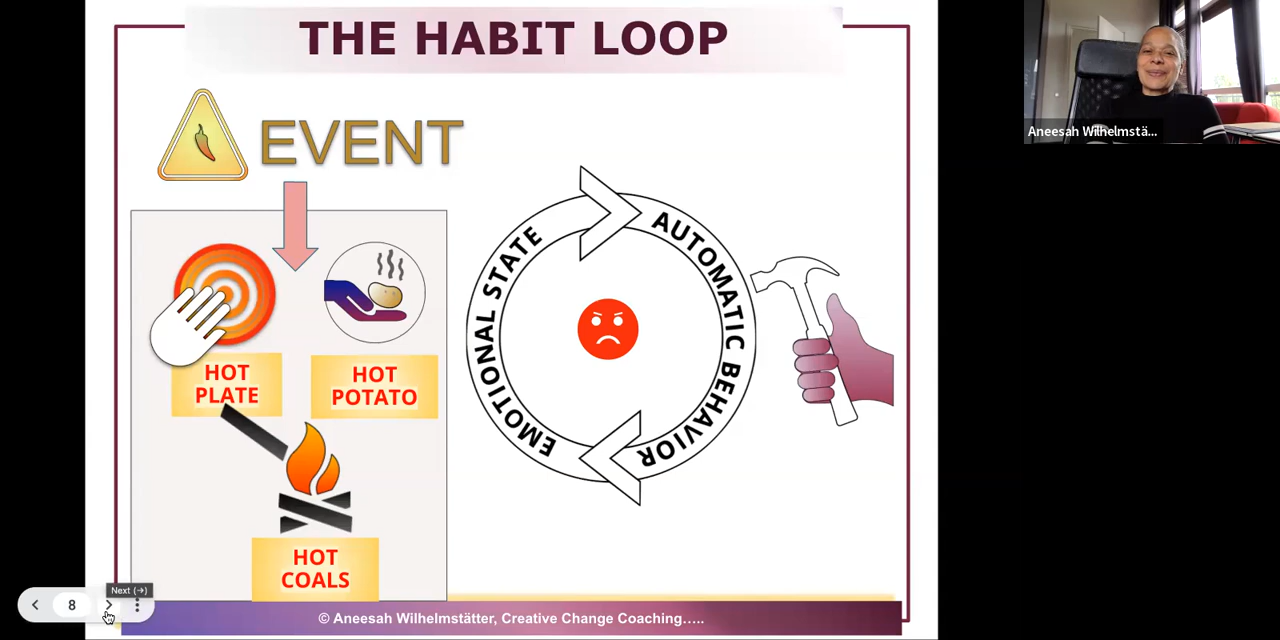 THE HABIT LOOP
EVENT
HOT
PLATE
HOT
POTATO
HOT
COALS
EMOTIONAL STATE
AUTOMATIC BEHAVIOR
Aneesah Wilhelmstä...
Next (→)
8
© Aneesah Wilhelmstätter, Creative Change Coaching.....